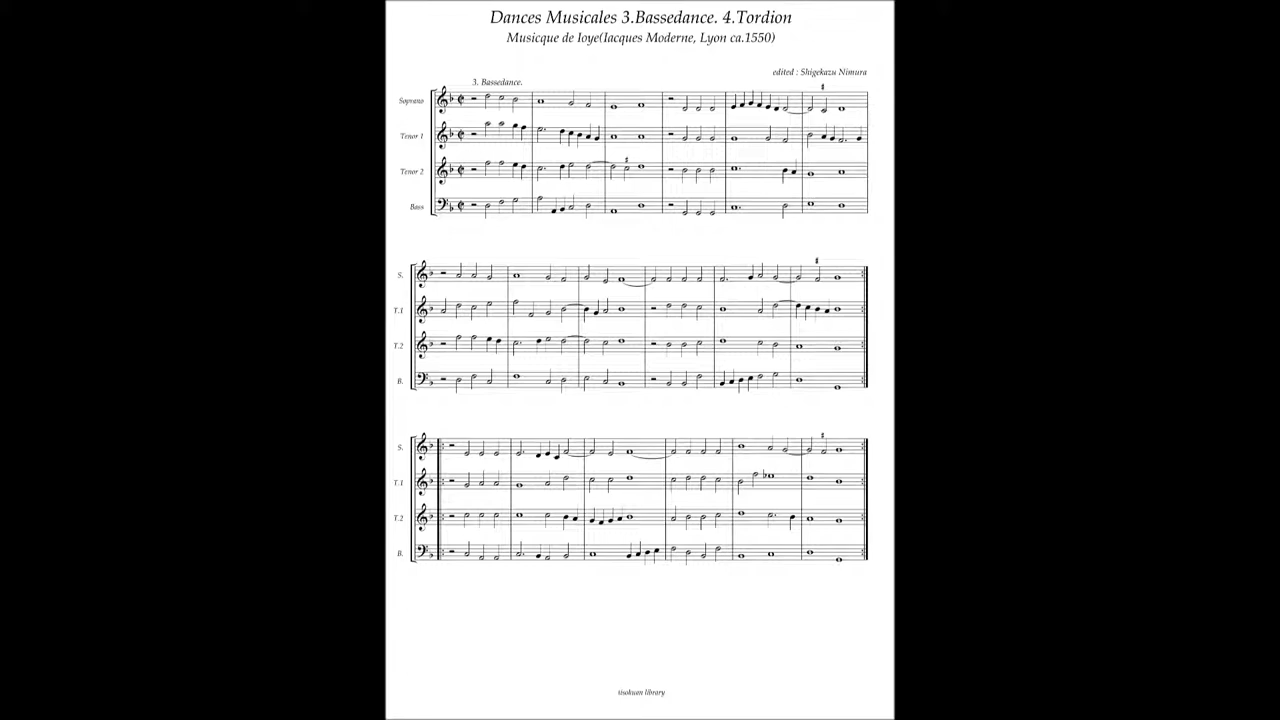 Dances Musicales 3.Bassedance. 4.Tordion
Musicque de Ioye(Iacques Moderne, Lyon ca.1550)
edited : Shigekazu Nimura
3. Bassedance.
Soprano
Tenor 1
Tenor 2
Bass
S.
T.1
T.2
B.
S.
T.1
T.2
B.
sisokuan library